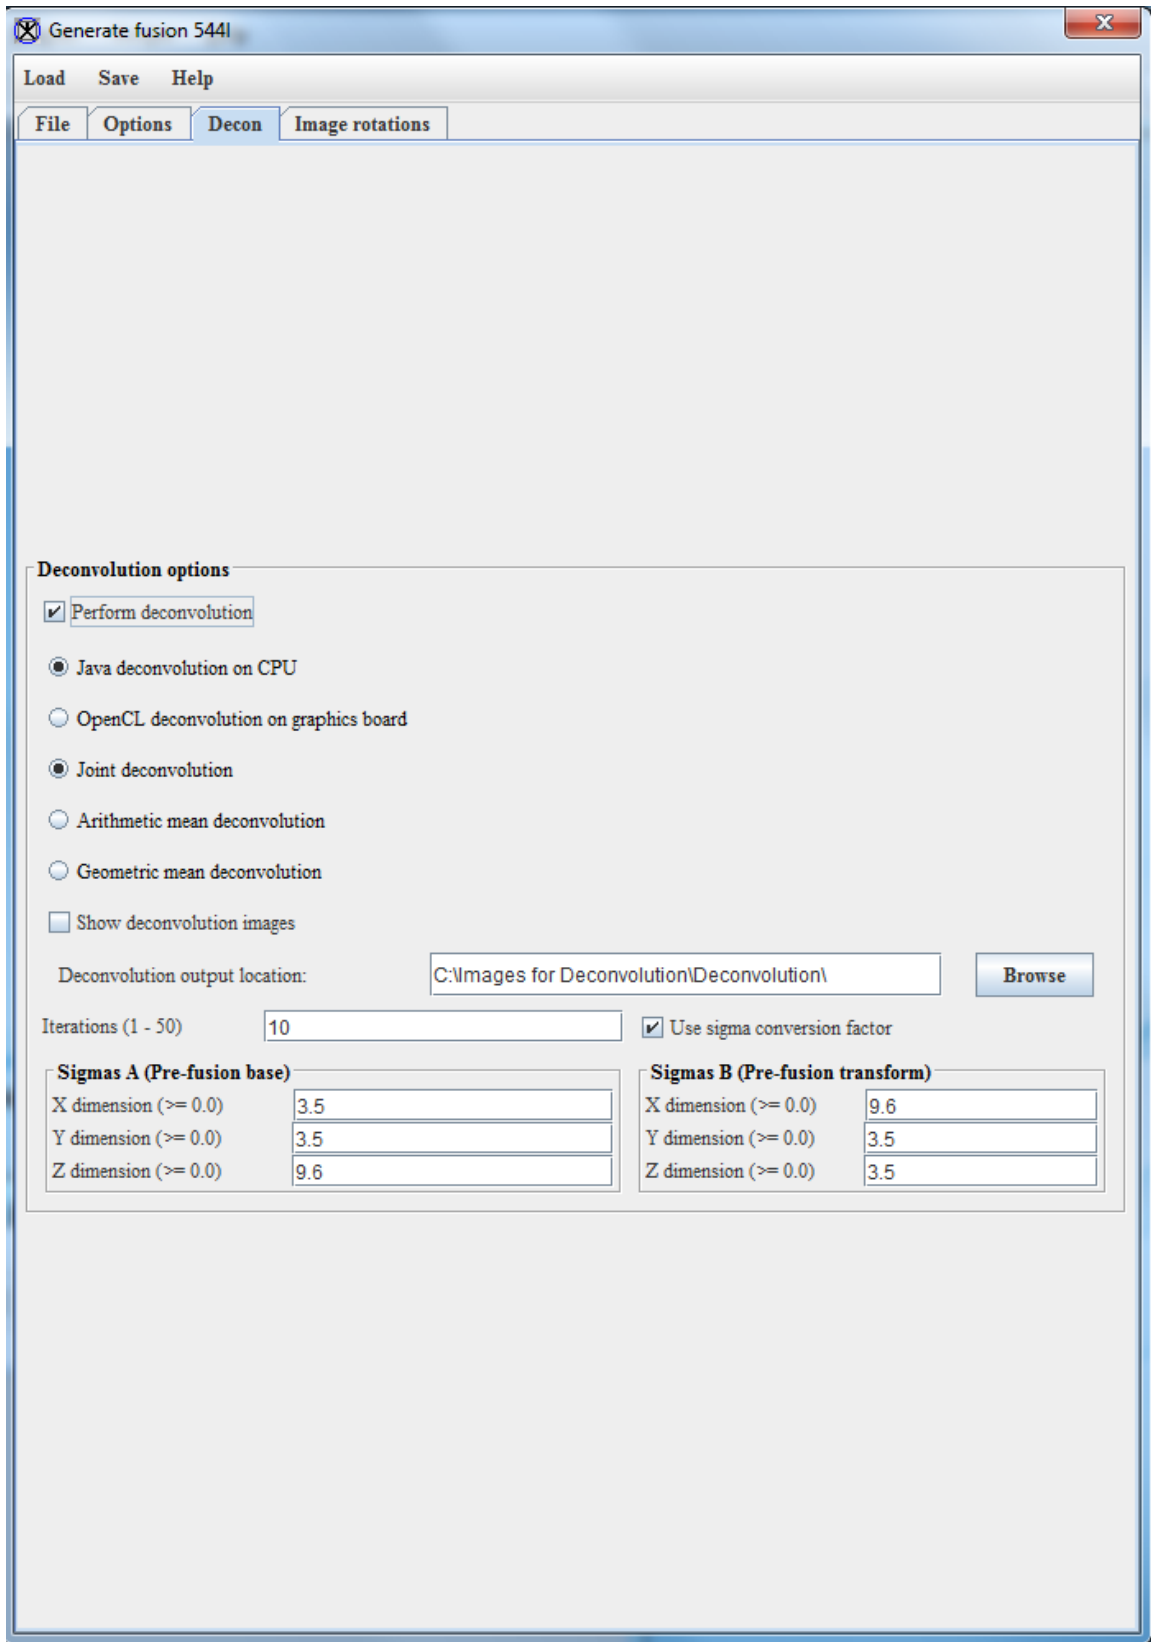 Generate fusion 544l
Load Save Help
File Options Decon Image rotations
Deconvolution options
Perform deconvolution
Java deconvolution on CPU
OpenCL deconvolution on graphics board
Joint deconvolution
Arithmetic mean deconvolution
Geometric mean deconvolution
Show deconvolution images
Deconvolution output location: C:\Images for Deconvolution\Deconvolution\ Browse
Iterations (1 - 50) 10 Use sigma conversion factor
Sigmas A (Pre-fusion base)
X dimension (>= 0.0) 3.5
Y dimension (>= 0.0) 3.5
Z dimension (>= 0.0) 9.6
Sigmas B (Pre-fusion transform)
X dimension (>= 0.0) 9.6
Y dimension (>= 0.0) 3.5
Z dimension (>= 0.0) 3.5